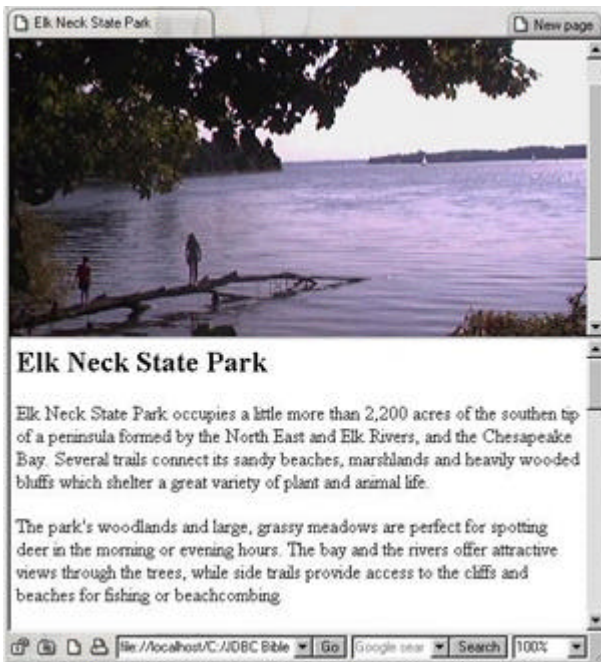 Elk Neck State Park
New page
Elk Neck State Park
Elk Neck State Park occupies a little more than 2,200 acres of the southen tip
of a peninsula formed by the North East and Elk Rivers, and the Chesapeake
Bay. Several trails connect its sandy beaches, marshlands and heavily wooded
bluffs which shelter a great variety of plant and animal life.
The park's woodlands and large, grassy meadows are perfect for spotting
deer in the morning or evening hours. The bay and the rivers offer attractive
views through the trees, while side trails provide access to the cliffs and
beaches for fishing or beachcombing.
file://localhost/C:/JDBC Bible Go Google sear Search 100%